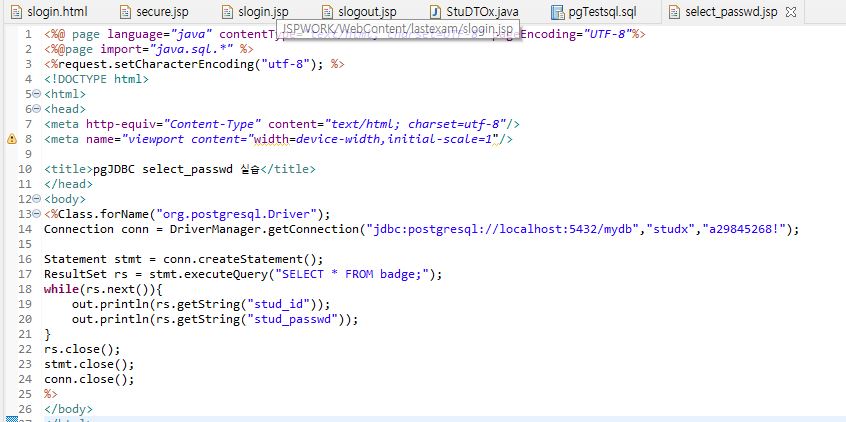 slogin.html secure.jsp slogin.jsp slogout.jsp StuDTOx.java pgTestsql.sql select_passwd.jsp
JSPWORK/WebContent/lastexam/slogin.jsp
1 <%@ page language="java" contentType="text/html; charset=utf-8" pageEncoding="UTF-8"%>
2 <%@page import="java.sql.*" %>
3 <%request.setCharacterEncoding("utf-8"); %>
4 <!DOCTYPE html>
5 <html>
6 <head>
7 <meta http-equiv="Content-Type" content="text/html; charset=utf-8"/>
8 <meta name="viewport content="width=device-width,initial-scale=1"/>
9
10 <title>pgJDBC select_passwd 실습</title>
11 </head>
12 <body>
13 <%Class.forName("org.postgresql.Driver");
14 Connection conn = DriverManager.getConnection("jdbc:postgresql://localhost:5432/mydb","studx","a29845268!");
15
16 Statement stmt = conn.createStatement();
17 ResultSet rs = stmt.executeQuery("SELECT * FROM badge;");
18 while(rs.next()){
19 out.println(rs.getString("stud_id"));
20 out.println(rs.getString("stud_passwd"));
21 }
22 rs.close();
23 stmt.close();
24 conn.close();
25 %>
26 </body>